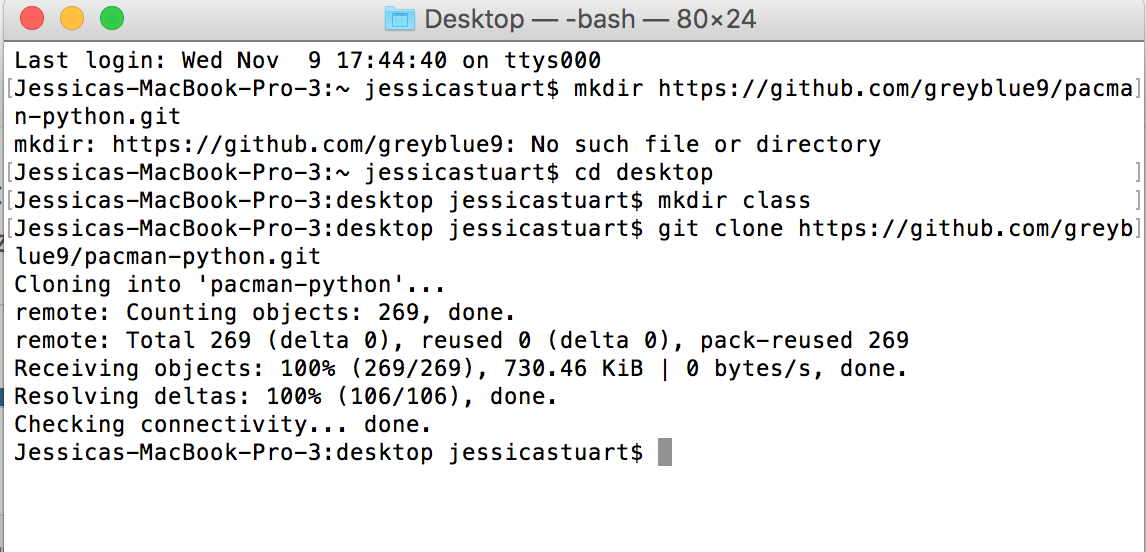 Desktop — -bash — 80×24
Last login: Wed Nov  9 17:44:40 on ttys000
[Jessicas-MacBook-Pro-3:~ jessicastuart$ mkdir https://github.com/greyblue9/pacma]
n-python.git
mkdir: https://github.com/greyblue9: No such file or directory
[Jessicas-MacBook-Pro-3:~ jessicastuart$ cd desktop ]
[Jessicas-MacBook-Pro-3:desktop jessicastuart$ mkdir class ]
[Jessicas-MacBook-Pro-3:desktop jessicastuart$ git clone https://github.com/greyb]
lue9/pacman-python.git
Cloning into 'pacman-python'...
remote: Counting objects: 269, done.
remote: Total 269 (delta 0), reused 0 (delta 0), pack-reused 269
Receiving objects: 100% (269/269), 730.46 KiB | 0 bytes/s, done.
Resolving deltas: 100% (106/106), done.
Checking connectivity... done.
Jessicas-MacBook-Pro-3:desktop jessicastuart$